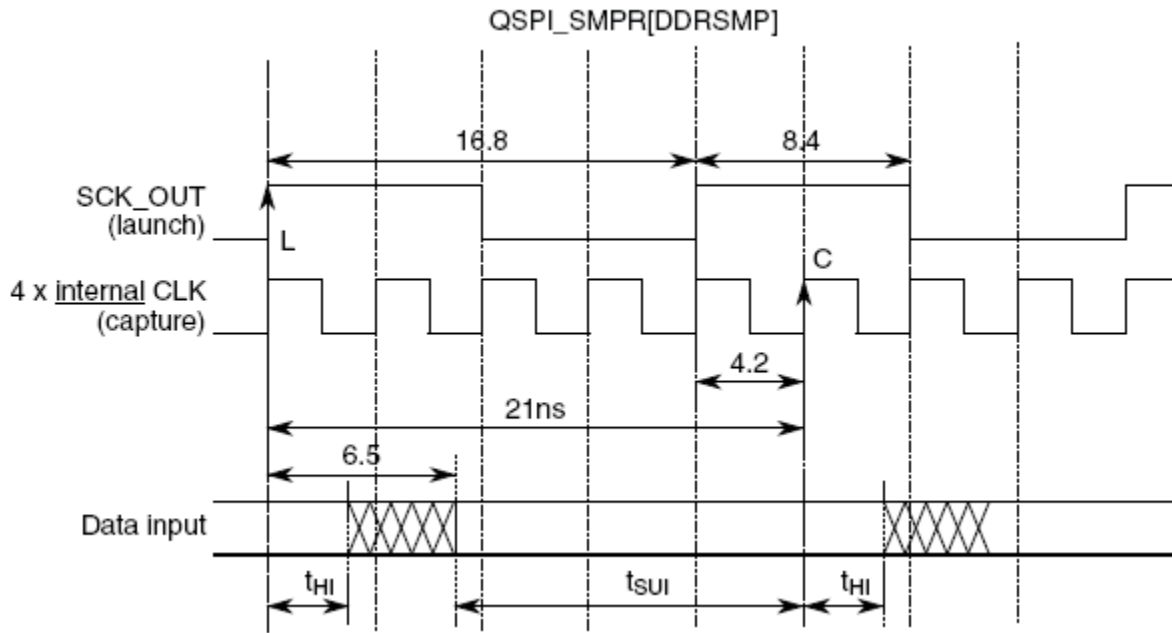 QSPI_SMPR[DDRSMP]
16.8
8.4
SCK_OUT
(launch)
L
C
4 x internal CLK
(capture)
4.2
21ns
6.5
Data input
tHI
tSUI
tHI